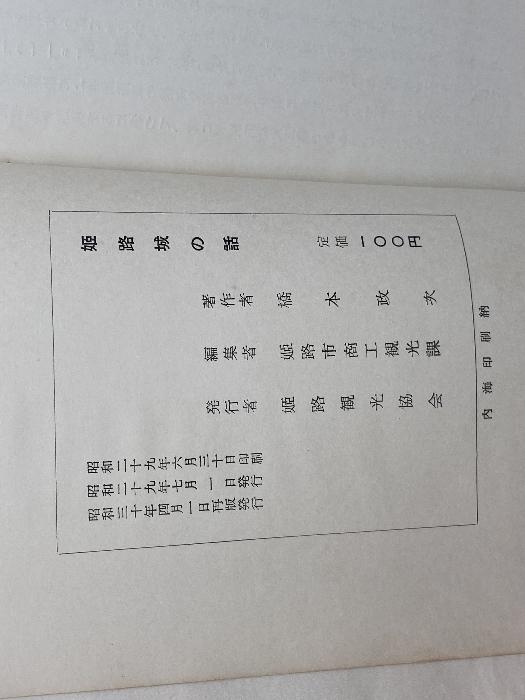 姫路城の話
定価 一〇〇円
著作者 橋本政次
編集者 姫路市商工観光課
発行者 姫路観光協会
昭和二十九年六月三十日印刷
昭和二十九年七月一日発行
昭和三十年四月一日再版発行
内海印刷納